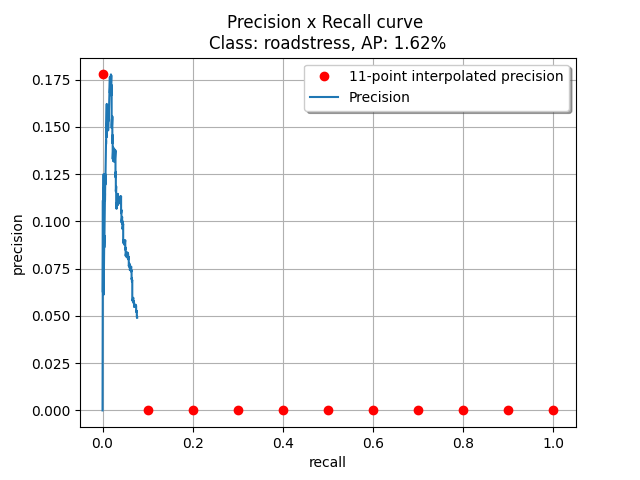 Precision x Recall curve
Class: roadstress, AP: 1.62%
11-point interpolated precision
Precision
0.175
0.150
0.125
0.100
0.075
0.050
0.025
0.000
precision
0.0 0.2 0.4 0.6 0.8 1.0
recall